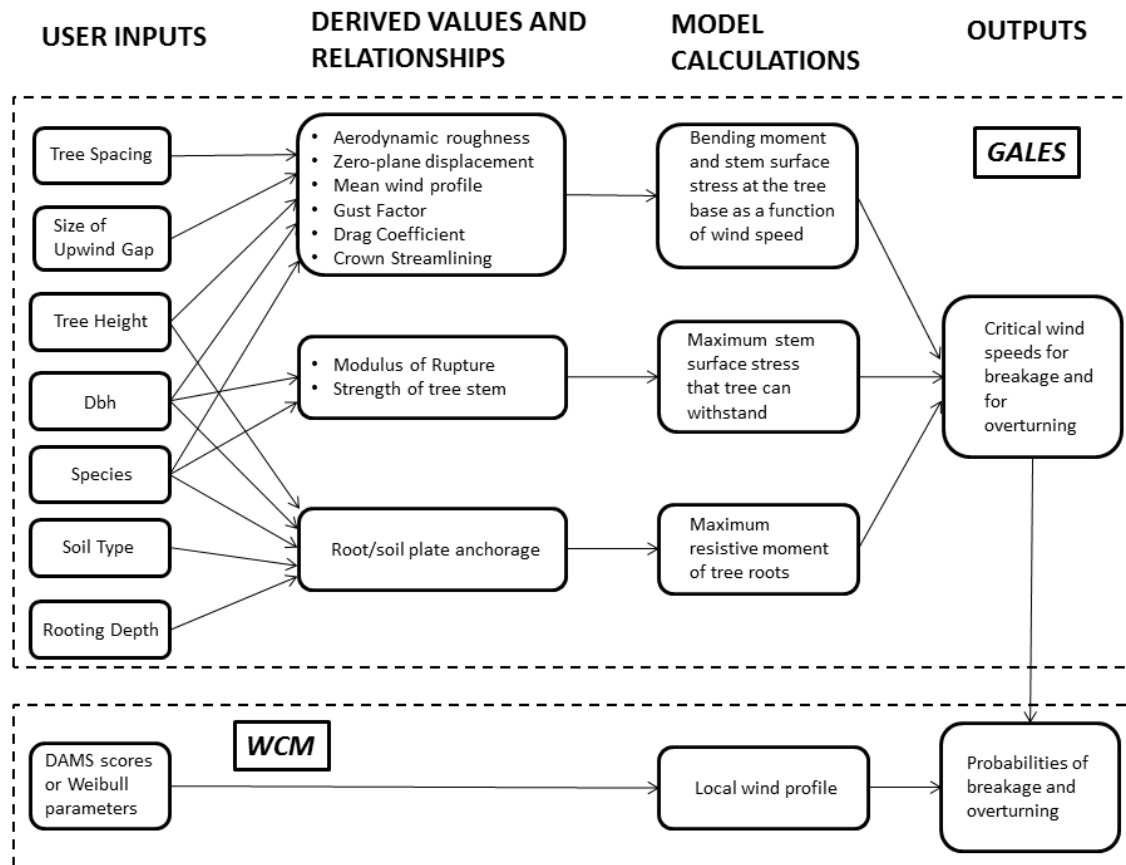 USER INPUTS
DERIVED VALUES AND
RELATIONSHIPS
MODEL
CALCULATIONS
OUTPUTS
GALES
Tree Spacing
Size of
Upwind Gap
Tree Height
Dbh
Species
Soil Type
Rooting Depth
• Aerodynamic roughness
• Zero-plane displacement
• Mean wind profile
• Gust Factor
• Drag Coefficient
• Crown Streamlining
• Modulus of Rupture
• Strength of tree stem
Root/soil plate anchorage
Bending moment
and stem surface
stress at the tree
base as a function
of wind speed
Maximum stem
surface stress
that tree can
withstand
Maximum
resistive moment
of tree roots
Critical wind
speeds for
breakage and
for
overturning
WCM
DAMS scores
or Weibull
parameters
Local wind profile
Probabilities of
breakage and
overturning